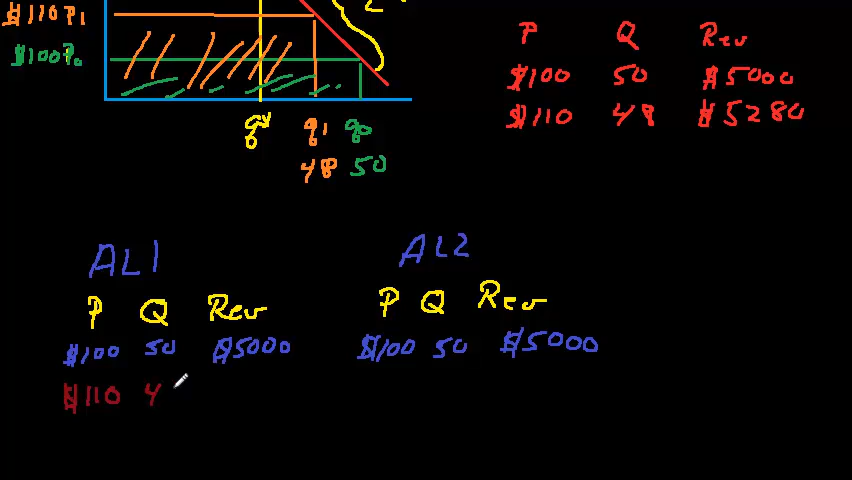 $110 P1
$100 P0
2
P Q Rev
$100 50 $5000
$110 48 $5280
q1 q0
48 50
AL1
P Q Rev
$100 50 $5000
$110 4
AL2
P Q Rev
$100 50 $5000